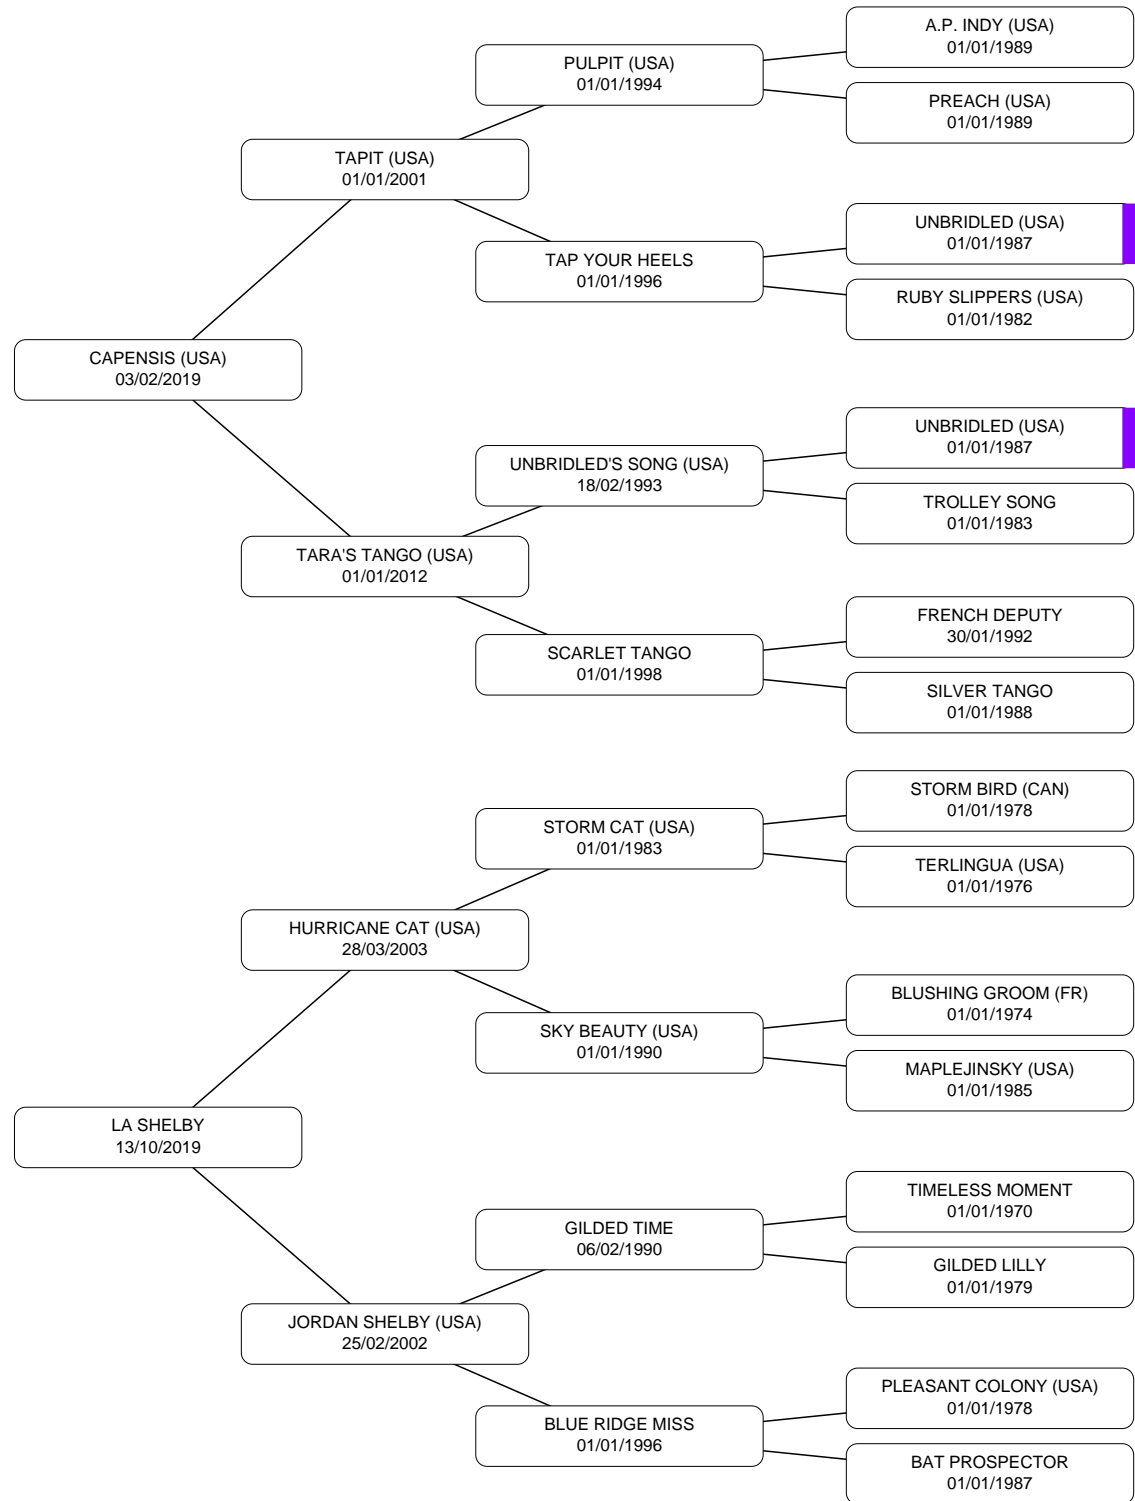 A.P. INDY (USA)
01/01/1989
PULPIT (USA)
01/01/1994
PREACH (USA)
01/01/1989
TAPIT (USA)
01/01/2001
UNBRIDLED (USA)
01/01/1987
TAP YOUR HEELS
01/01/1996
RUBY SLIPPERS (USA)
01/01/1982
CAPENSIS (USA)
03/02/2019
UNBRIDLED (USA)
01/01/1987
UNBRIDLED'S SONG (USA)
18/02/1993
TROLLEY SONG
01/01/1983
TARA'S TANGO (USA)
01/01/2012
FRENCH DEPUTY
30/01/1992
SCARLET TANGO
01/01/1998
SILVER TANGO
01/01/1988
STORM BIRD (CAN)
01/01/1978
STORM CAT (USA)
01/01/1983
TERLINGUA (USA)
01/01/1976
HURRICANE CAT (USA)
28/03/2003
BLUSHING GROOM (FR)
01/01/1974
SKY BEAUTY (USA)
01/01/1990
MAPLEJINSKY (USA)
01/01/1985
LA SHELBY
13/10/2019
TIMELESS MOMENT
01/01/1970
GILDED TIME
06/02/1990
GILDED LILLY
01/01/1979
JORDAN SHELBY (USA)
25/02/2002
PLEASANT COLONY (USA)
01/01/1978
BLUE RIDGE MISS
01/01/1996
BAT PROSPECTOR
01/01/1987